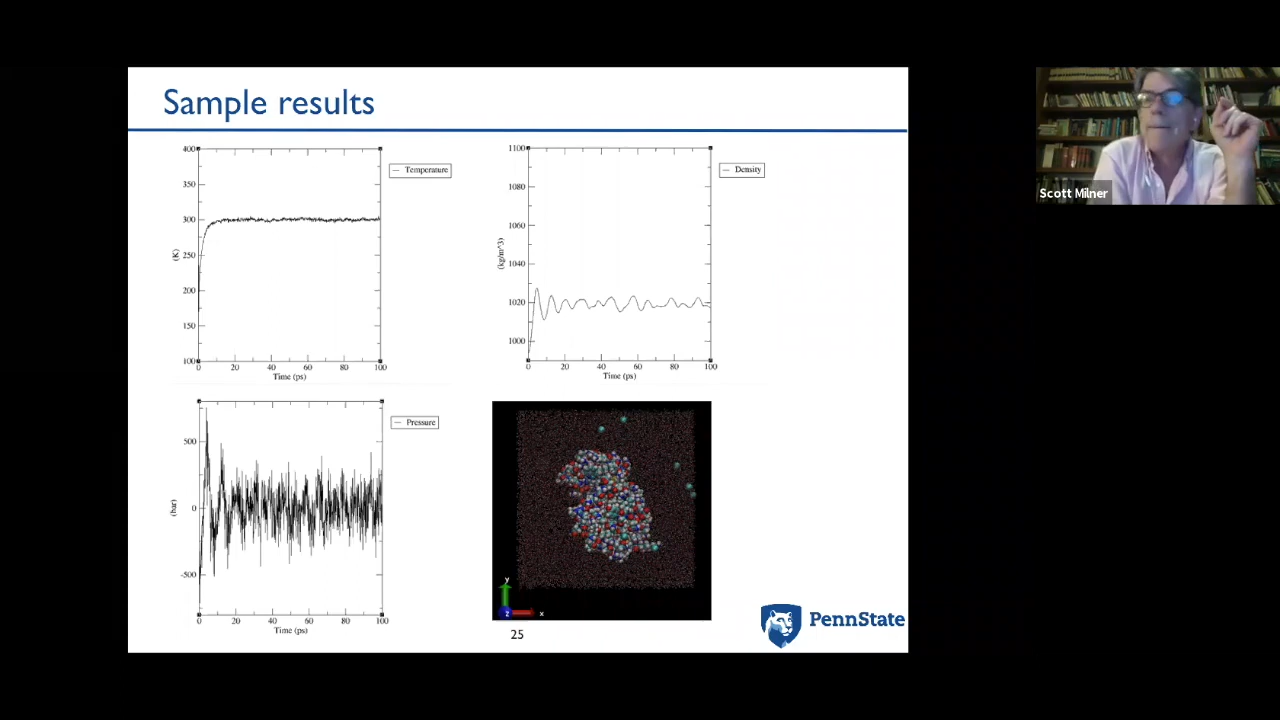 Sample results
400
350
300
250
200
150
100
(K)
0 20 40 60 80 100
Time (ps)
Temperature
1100
1080
1060
1040
1020
1000
(kg/m^3)
0 20 40 60 80 100
Time (ps)
Density
500
0
-500
(bar)
0 20 40 60 80 100
Time (ps)
Pressure
y
z x
25
PennState
Scott Milner